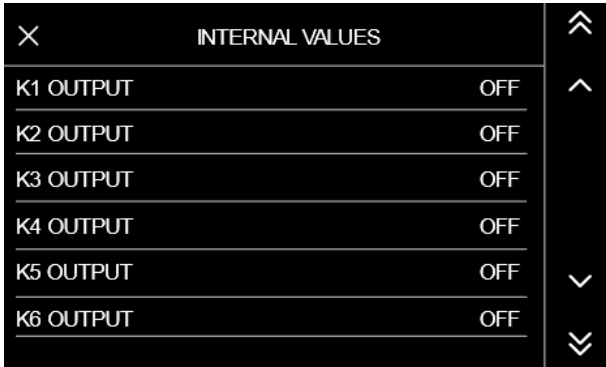 INTERNAL VALUES
K1 OUTPUT OFF
K2 OUTPUT OFF
K3 OUTPUT OFF
K4 OUTPUT OFF
K5 OUTPUT OFF
K6 OUTPUT OFF